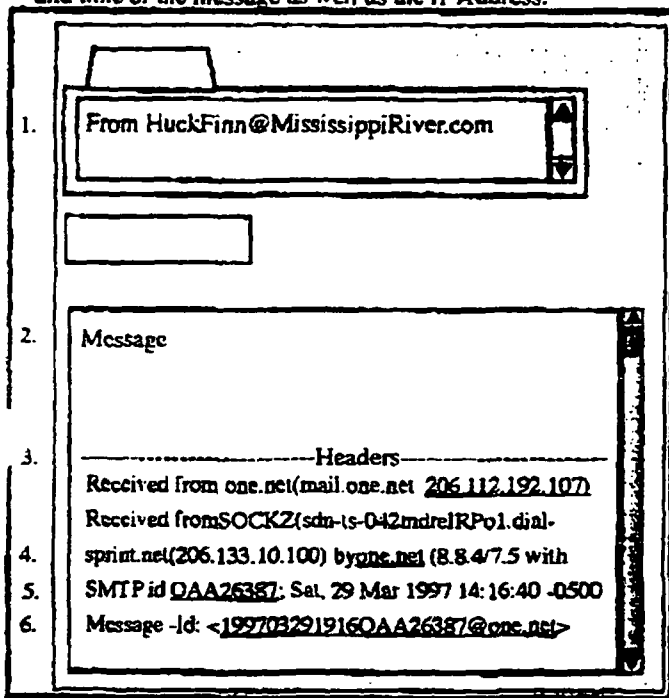 and time of the message as well as the IP Address.
1. From HuckFinn@MississippiRiver.com
2. Message
3. ----------------------Headers----------------------
Received from one.net(mail.one.net 206.112.192.107)
Received fromSOCKZ(sdn-ts-042mdrelRPo1.dial-
4. sprint.net(206.133.10.100) byone.net (8.8.4/7.5 with
5. SMTP id OAA26387; Sat, 29 Mar 1997 14:16:40 -0500
6. Message -Id: <199703291916OAA26387@one.net>